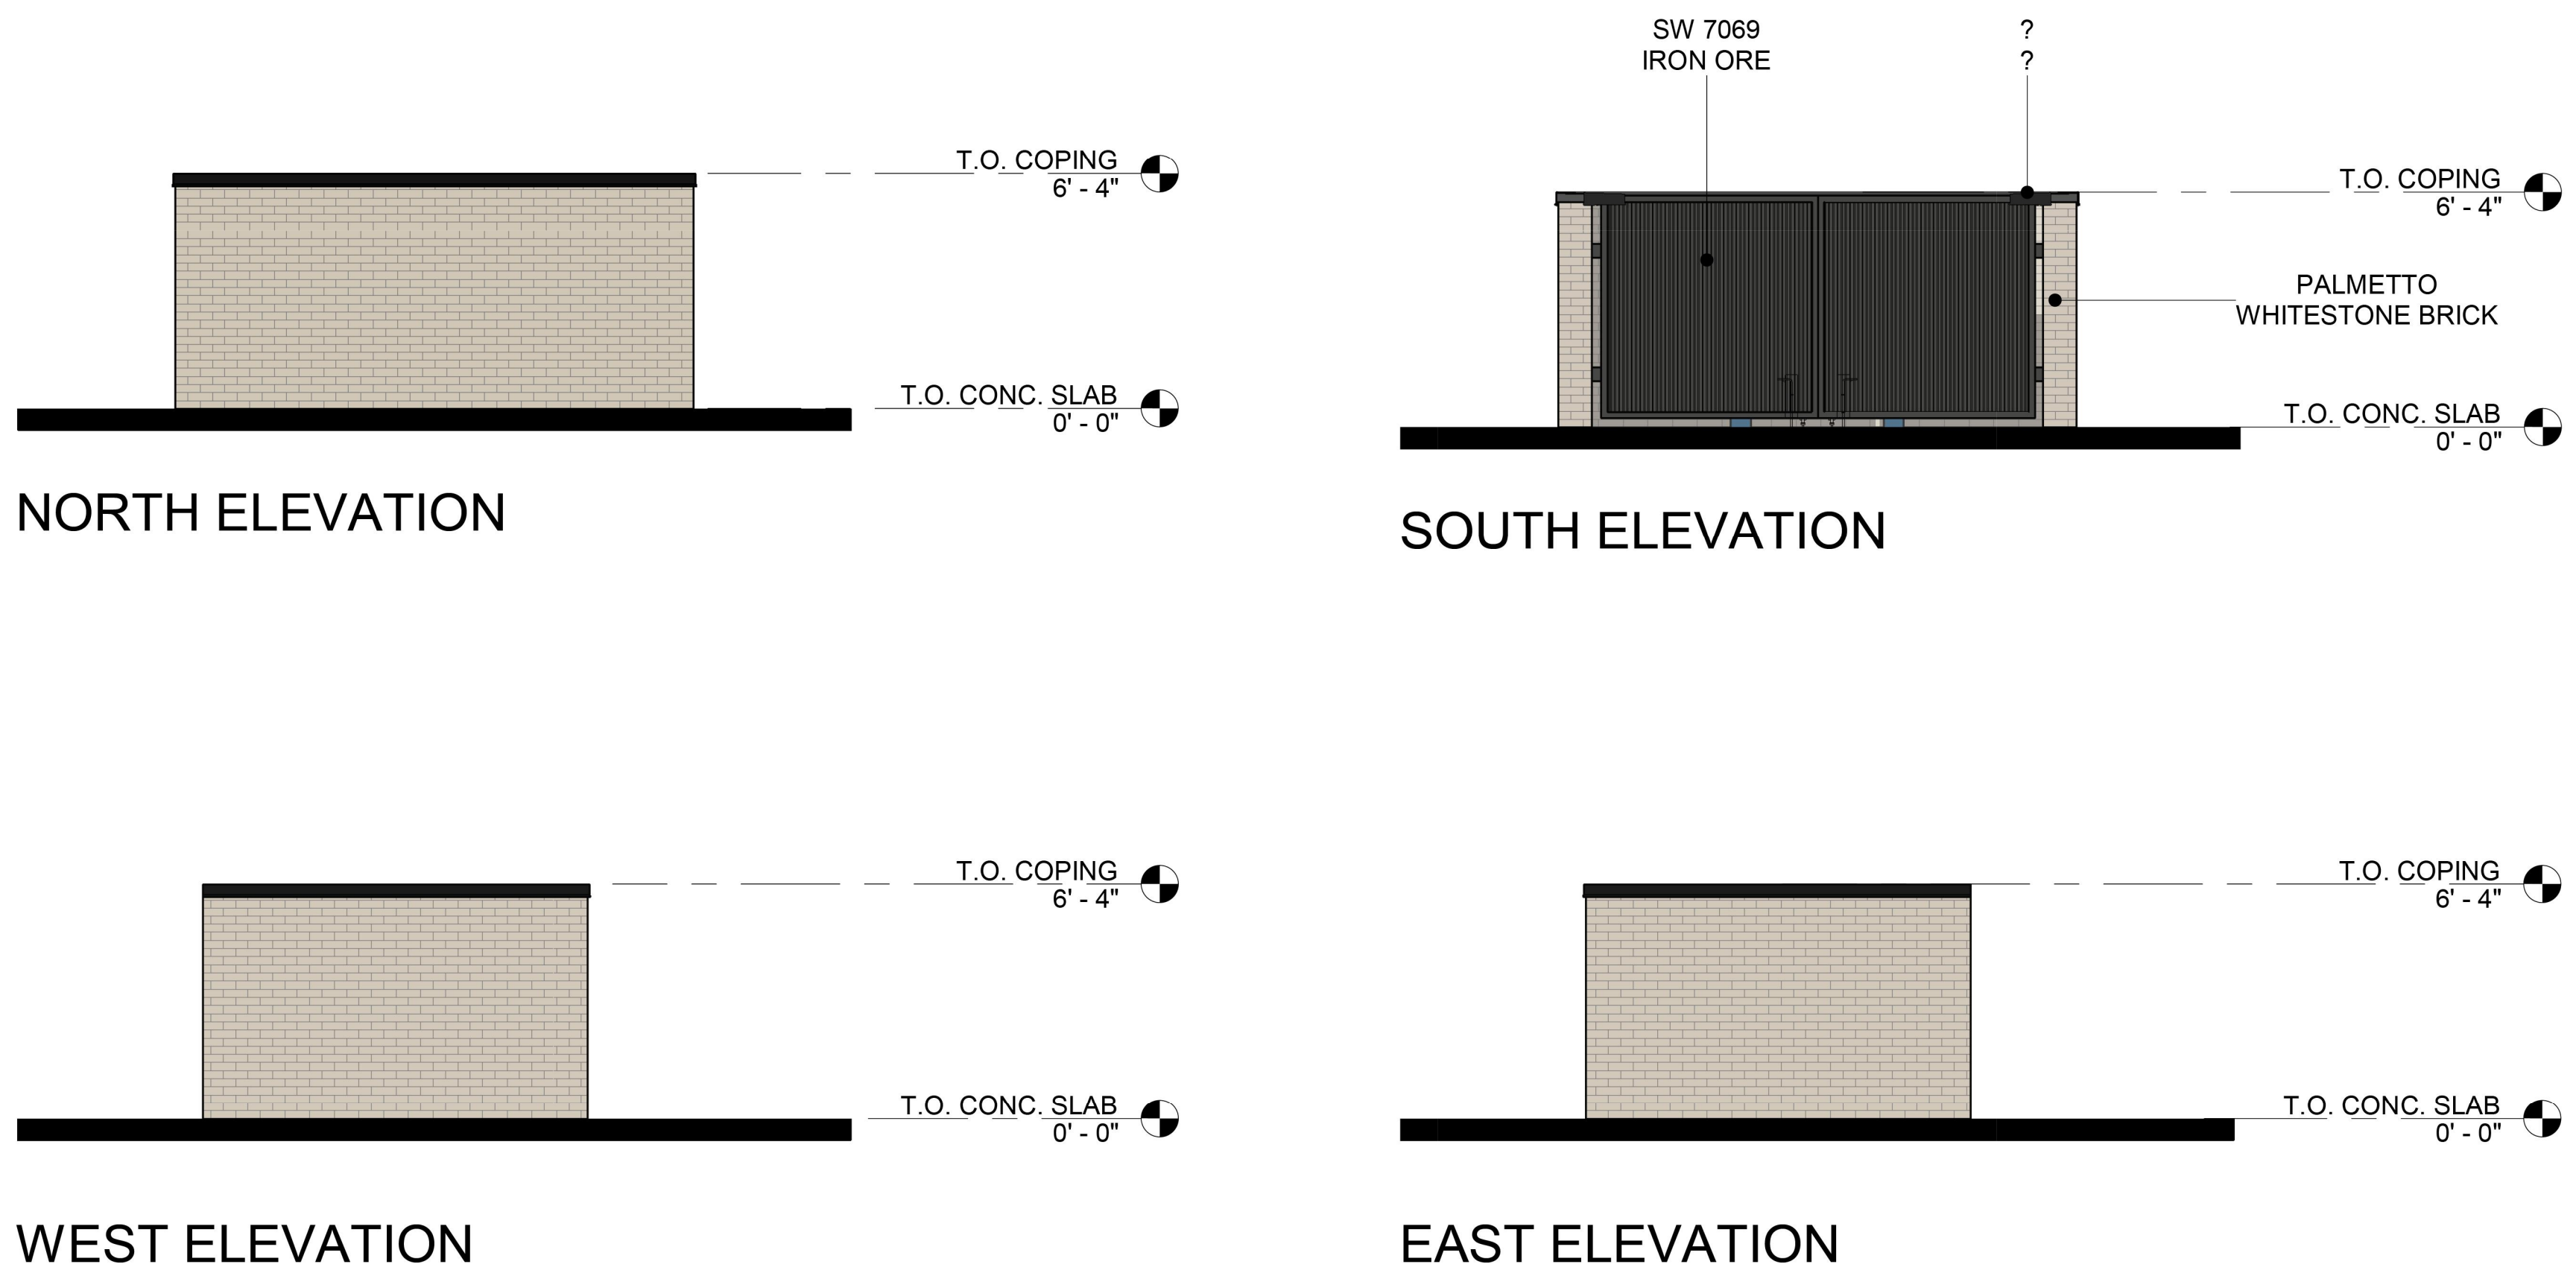 SW 7069
IRON ORE
?
?
T.O. COPING
6' - 4"
T.O. CONC. SLAB
0' - 0"
NORTH ELEVATION
T.O. COPING
6' - 4"
PALMETTO
WHITESTONE BRICK
T.O. CONC. SLAB
0' - 0"
SOUTH ELEVATION
T.O. COPING
6' - 4"
T.O. CONC. SLAB
0' - 0"
WEST ELEVATION
T.O. COPING
6' - 4"
T.O. CONC. SLAB
0' - 0"
EAST ELEVATION